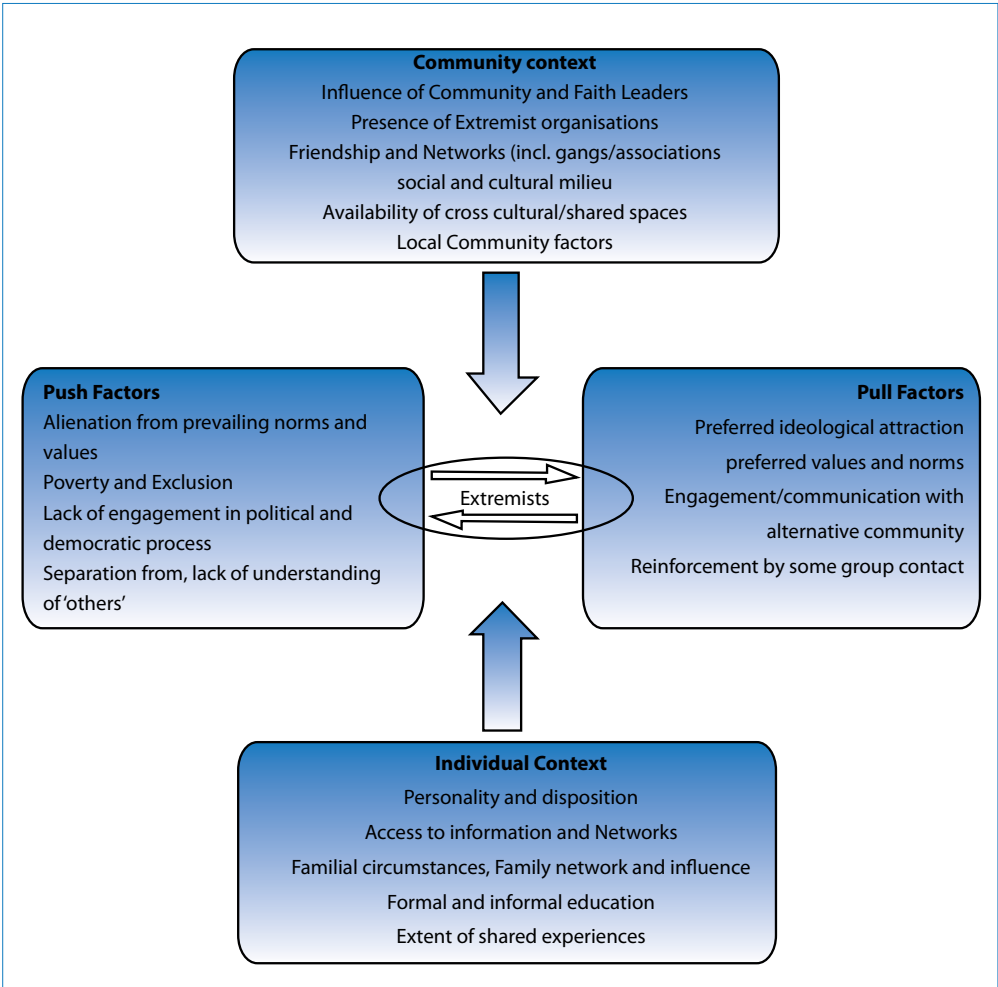 Community context
Influence of Community and Faith Leaders
Presence of Extremist organisations
Friendship and Networks (incl. gangs/associations
social and cultural milieu
Availability of cross cultural/shared spaces
Local Community factors
Push Factors
Alienation from prevailing norms and
values
Poverty and Exclusion
Lack of engagement in political and
democratic process
Separation from, lack of understanding
of ‘others’
Extremists
Pull Factors
Preferred ideological attraction
preferred values and norms
Engagement/communication with
alternative community
Reinforcement by some group contact
Individual Context
Personality and disposition
Access to information and Networks
Familial circumstances, Family network and influence
Formal and informal education
Extent of shared experiences